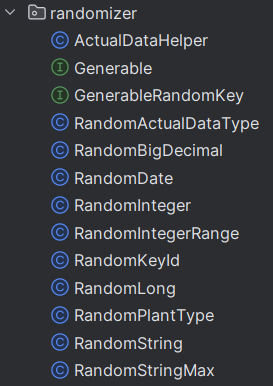 randomizer
C ActualDataHelper
I Generable
I GenerableRandomKey
C RandomActualDataType
C RandomBigDecimal
C RandomDate
C RandomInteger
C RandomIntegerRange
C RandomKeyId
C RandomLong
C RandomPlantType
C RandomString
C RandomStringMax